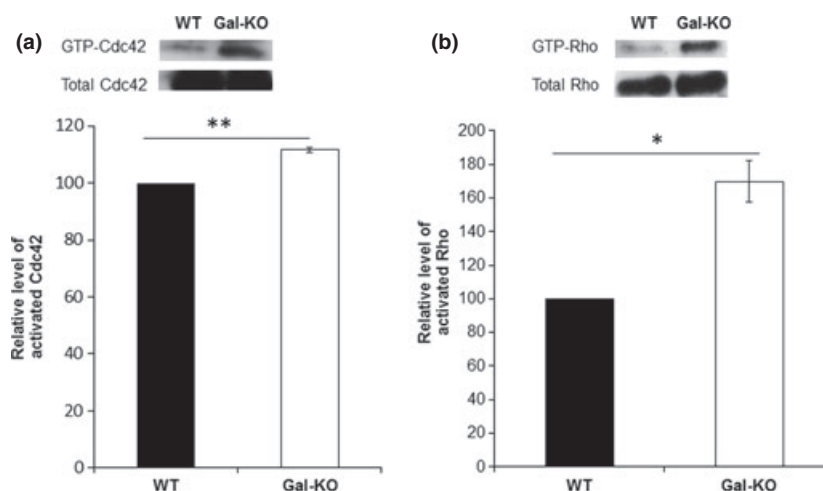 (a)
WT Gal-KO
GTP-Cdc42
Total Cdc42
120
100
80
60
40
20
0
Relative level of
activated Cdc42
**
WT Gal-KO
(b)
WT Gal-KO
GTP-Rho
Total Rho
200
180
160
140
120
100
80
60
40
20
0
Relative level of
activated Rho
*
WT Gal-KO